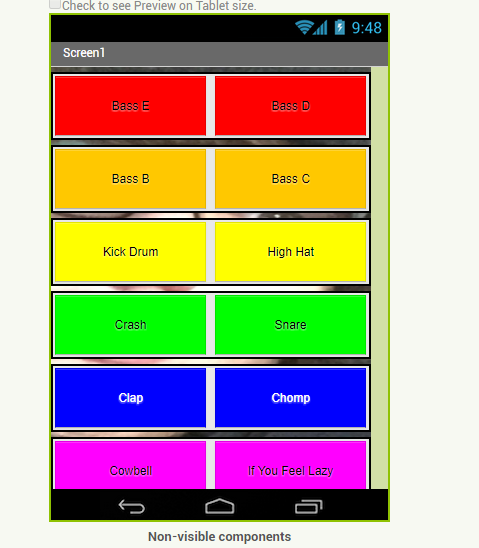 Check to see Preview on Tablet size.
9:48
Screen1
Bass E Bass D
Bass B Bass C
Kick Drum High Hat
Crash Snare
Clap Chomp
Cowbell If You Feel Lazy
Non-visible components